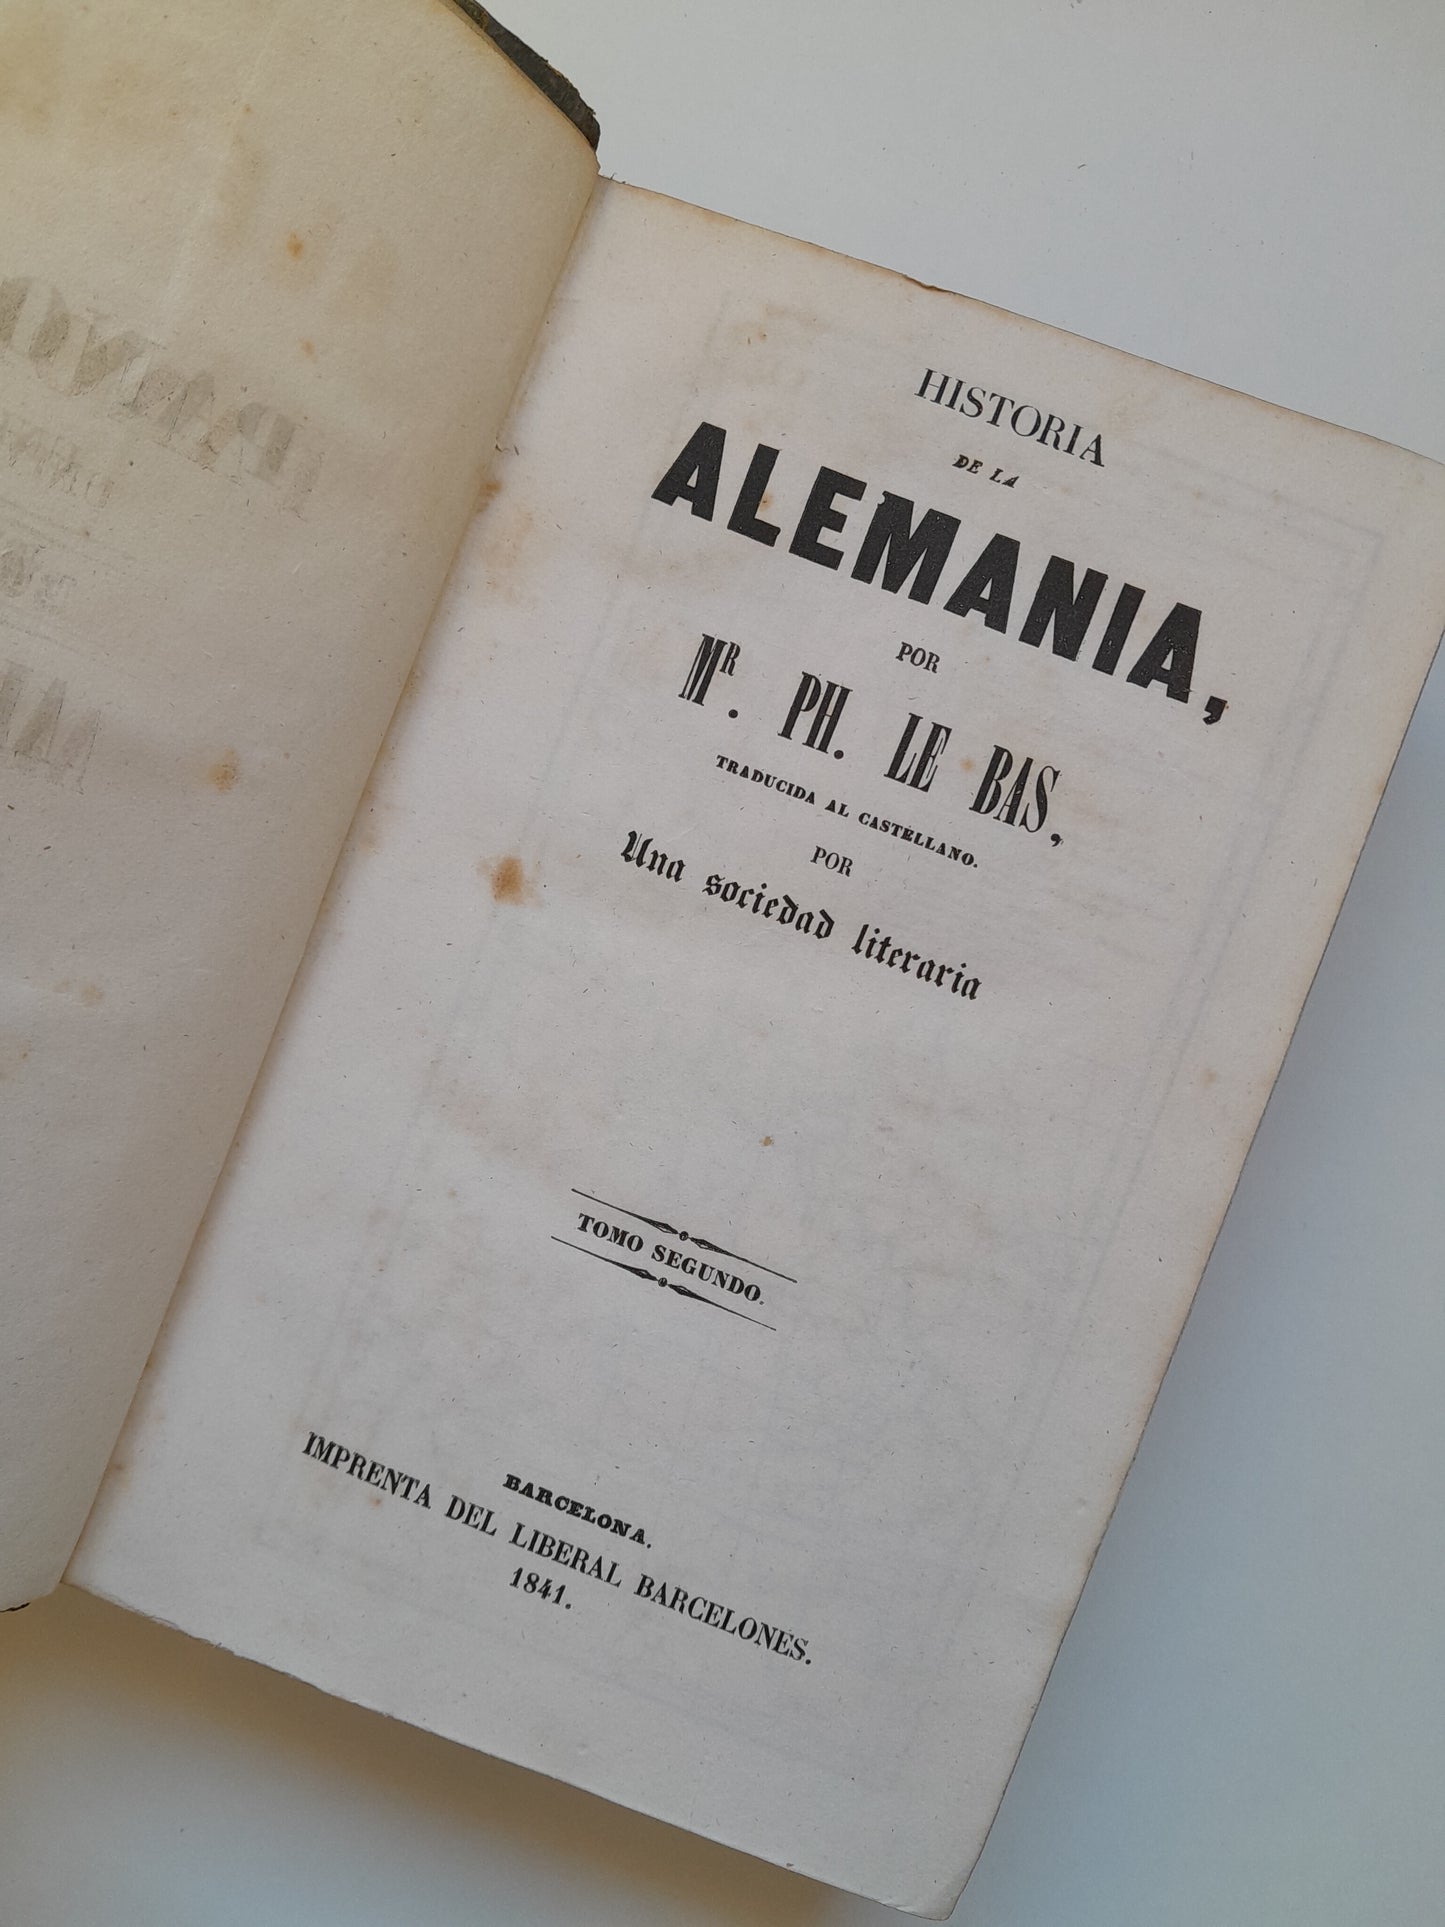 HISTORIA
DE LA
ALEMANIA,
POR
MR. PH. LE BAS,
TRADUCIDA AL CASTELLANO.
POR
Una sociedad literaria
TOMO SEGUNDO.
BARCELONA.
IMPRENTA DEL LIBERAL BARCELONES.
1841.